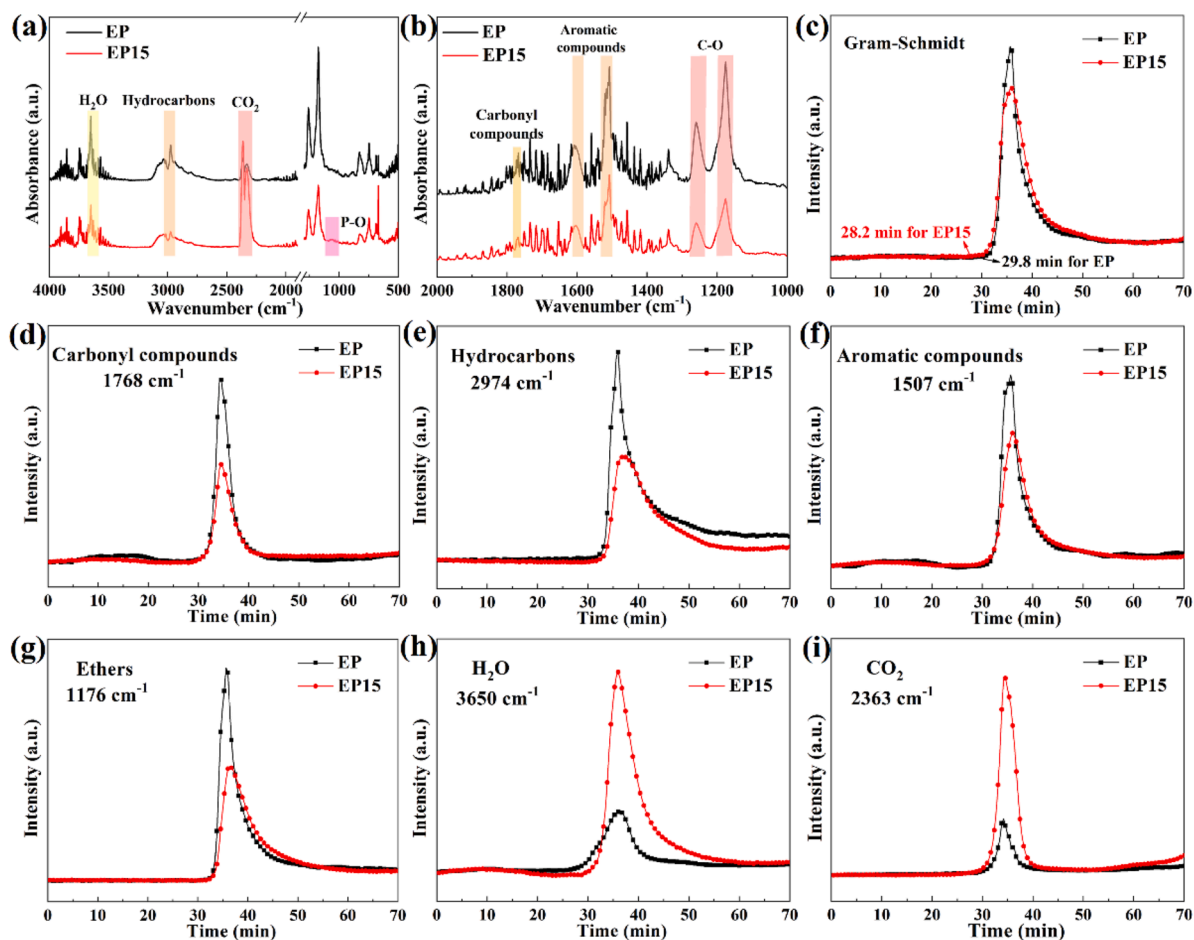 (a)
EP
EP15
H₂O
Hydrocarbons
CO₂
P-O
Absorbance (a.u.)
4000 3500 3000 2500 2000 1000 500
Wavenumber (cm⁻¹)
(b)
EP
EP15
Aromatic
compounds
C-O
Carbonyl
compounds
Absorbance (a.u.)
2000 1800 1600 1400 1200 1000
Wavenumber (cm⁻¹)
(c)
Gram-Schmidt
EP
EP15
28.2 min for EP15
29.8 min for EP
Intensity (a.u.)
0 10 20 30 40 50 60 70
Time (min)
(d)
Carbonyl compounds
1768 cm⁻¹
EP
EP15
Intensity (a.u.)
0 10 20 30 40 50 60 70
Time (min)
(e)
Hydrocarbons
2974 cm⁻¹
EP
EP15
Intensity (a.u.)
0 10 20 30 40 50 60 70
Time (min)
(f)
Aromatic compounds
1507 cm⁻¹
EP
EP15
Intensity (a.u.)
0 10 20 30 40 50 60 70
Time (min)
(g)
Ethers
1176 cm⁻¹
EP
EP15
Intensity (a.u.)
0 10 20 30 40 50 60 70
Time (min)
(h)
H₂O
3650 cm⁻¹
EP
EP15
Intensity (a.u.)
0 10 20 30 40 50 60 70
Time (min)
(i)
CO₂
2363 cm⁻¹
EP
EP15
Intensity (a.u.)
0 10 20 30 40 50 60 70
Time (min)